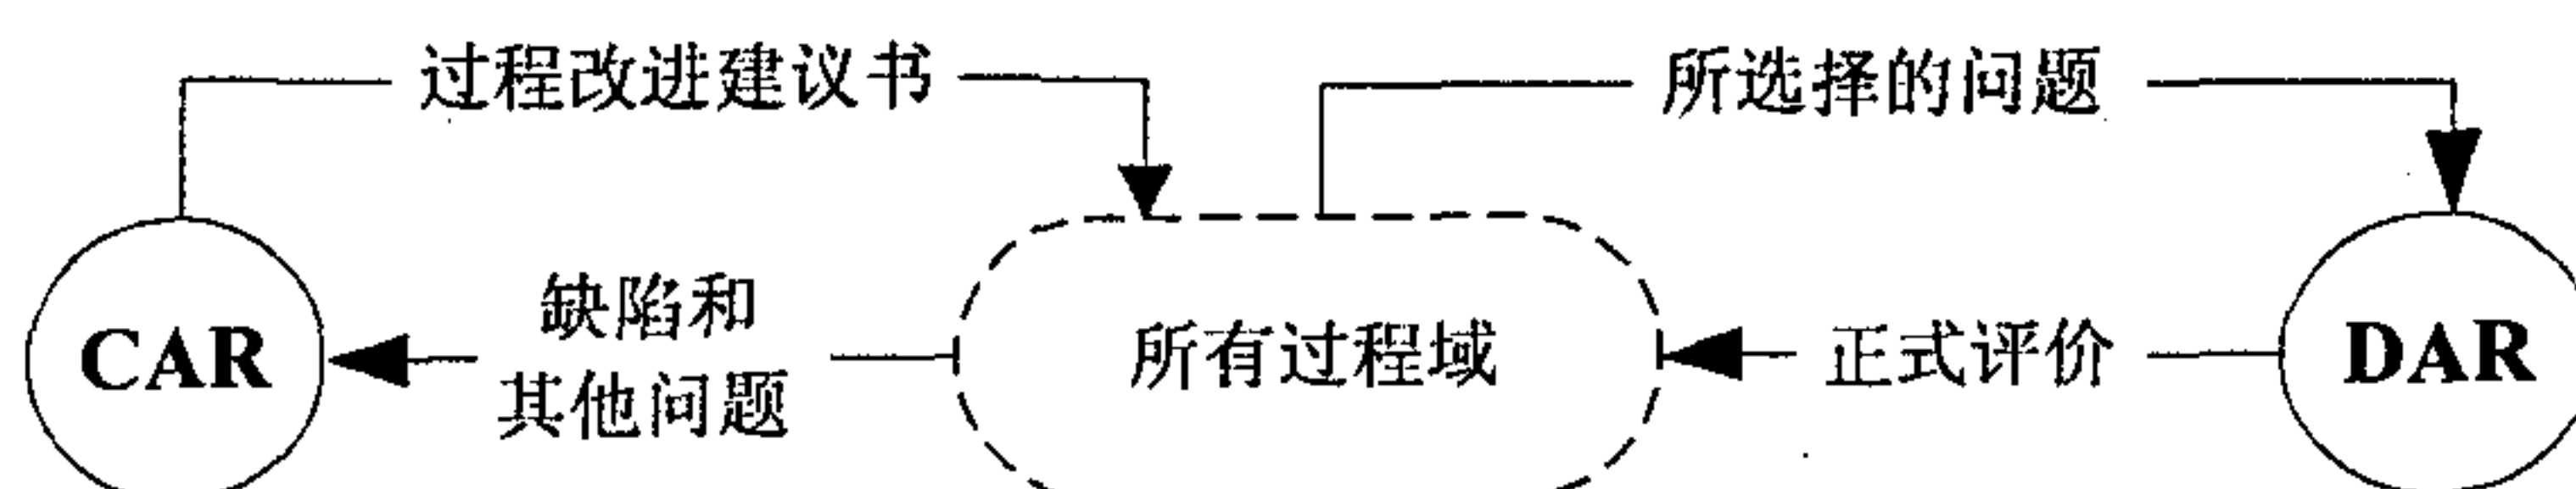 过程改进建议书
所选择的问题
CAR
缺陷和
其他问题
所有过程域
正式评价
DAR